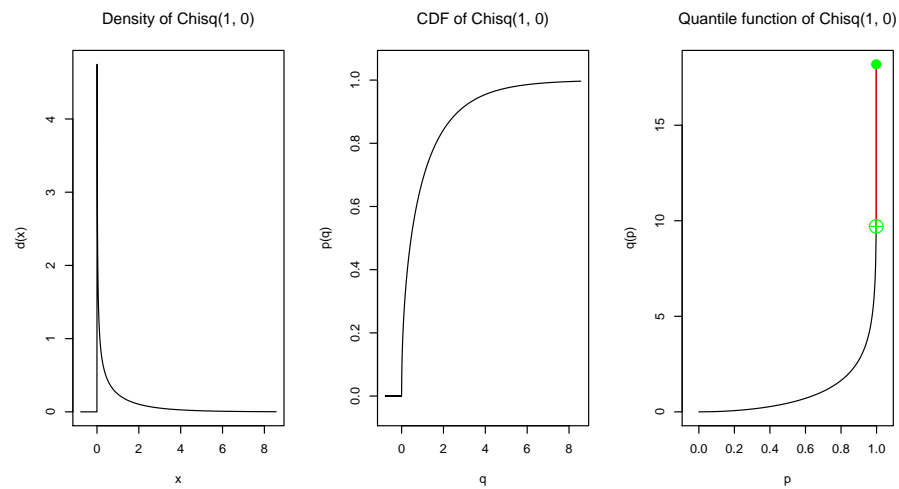 Density of Chisq(1, 0)
d(x)
4
3
2
1
0
0 2 4 6 8
x
CDF of Chisq(1, 0)
p(q)
1.0
0.8
0.6
0.4
0.2
0.0
0 2 4 6 8
q
Quantile function of Chisq(1, 0)
q(p)
15
10
5
0
0.0 0.2 0.4 0.6 0.8 1.0
p